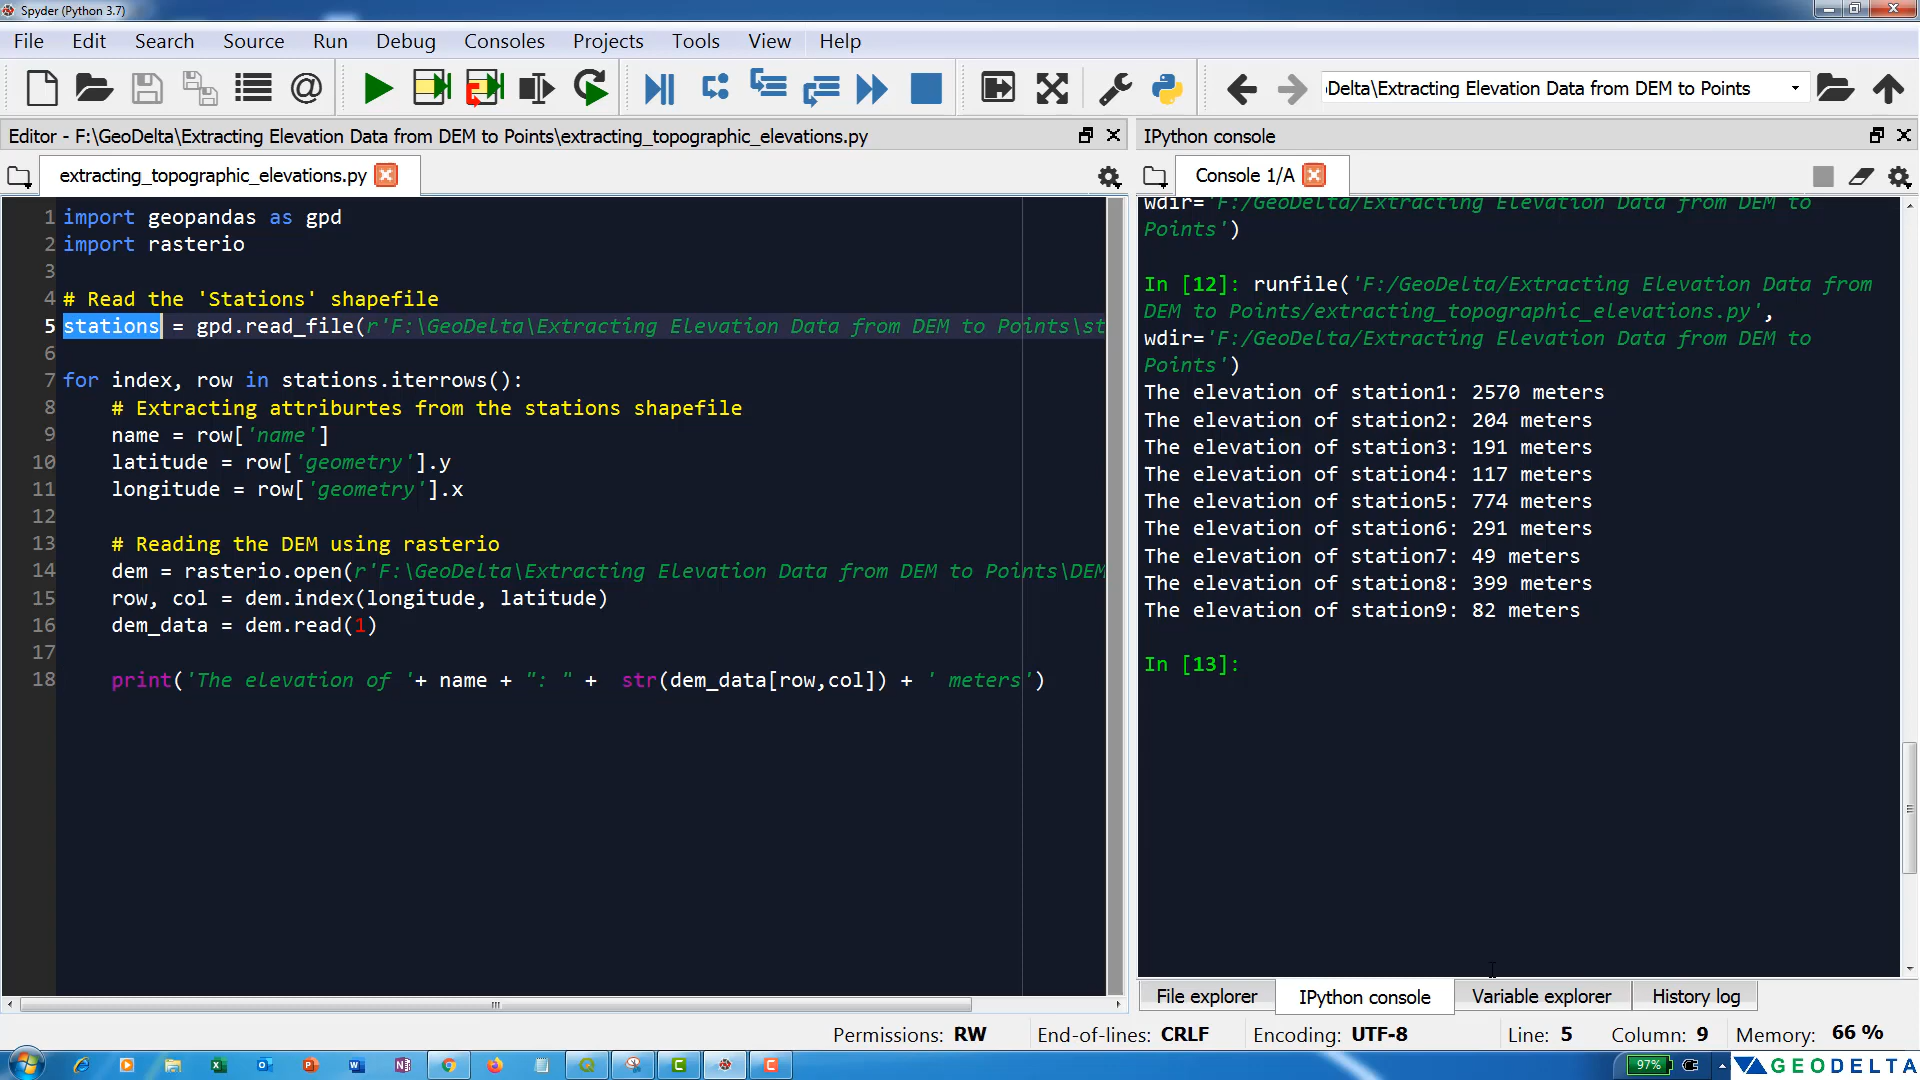 Spyder (Python 3.7)
File Edit Search Source Run Debug Consoles Projects Tools View Help
Delta\Extracting Elevation Data from DEM to Points
Editor - F:\GeoDelta\Extracting Elevation Data from DEM to Points\extracting_topographic_elevations.py
extracting_topographic_elevations.py
1 import geopandas as gpd
2 import rasterio
3
4 # Read the 'Stations' shapefile
5 stations = gpd.read_file(r'F:\GeoDelta\Extracting Elevation Data from DEM to Points\st
6
7 for index, row in stations.iterrows():
8 # Extracting attriburtes from the stations shapefile
9 name = row['name']
10 latitude = row['geometry'].y
11 longitude = row['geometry'].x
12
13 # Reading the DEM using rasterio
14 dem = rasterio.open(r'F:\GeoDelta\Extracting Elevation Data from DEM to Points\DEM
15 row, col = dem.index(longitude, latitude)
16 dem_data = dem.read(1)
17
18 print('The elevation of '+ name + ": " + str(dem_data[row,col]) + ' meters')
IPython console
Console 1/A
wdir='F:/GeoDelta/Extracting Elevation Data from DEM to
Points')
In [12]: runfile('F:/GeoDelta/Extracting Elevation Data from
DEM to Points/extracting_topographic_elevations.py',
wdir='F:/GeoDelta/Extracting Elevation Data from DEM to
Points')
The elevation of station1: 2570 meters
The elevation of station2: 204 meters
The elevation of station3: 191 meters
The elevation of station4: 117 meters
The elevation of station5: 774 meters
The elevation of station6: 291 meters
The elevation of station7: 49 meters
The elevation of station8: 399 meters
The elevation of station9: 82 meters
In [13]:
File explorer IPython console Variable explorer History log
Permissions: RW End-of-lines: CRLF Encoding: UTF-8 Line: 5 Column: 9 Memory: 66 %
97% GEODELTA